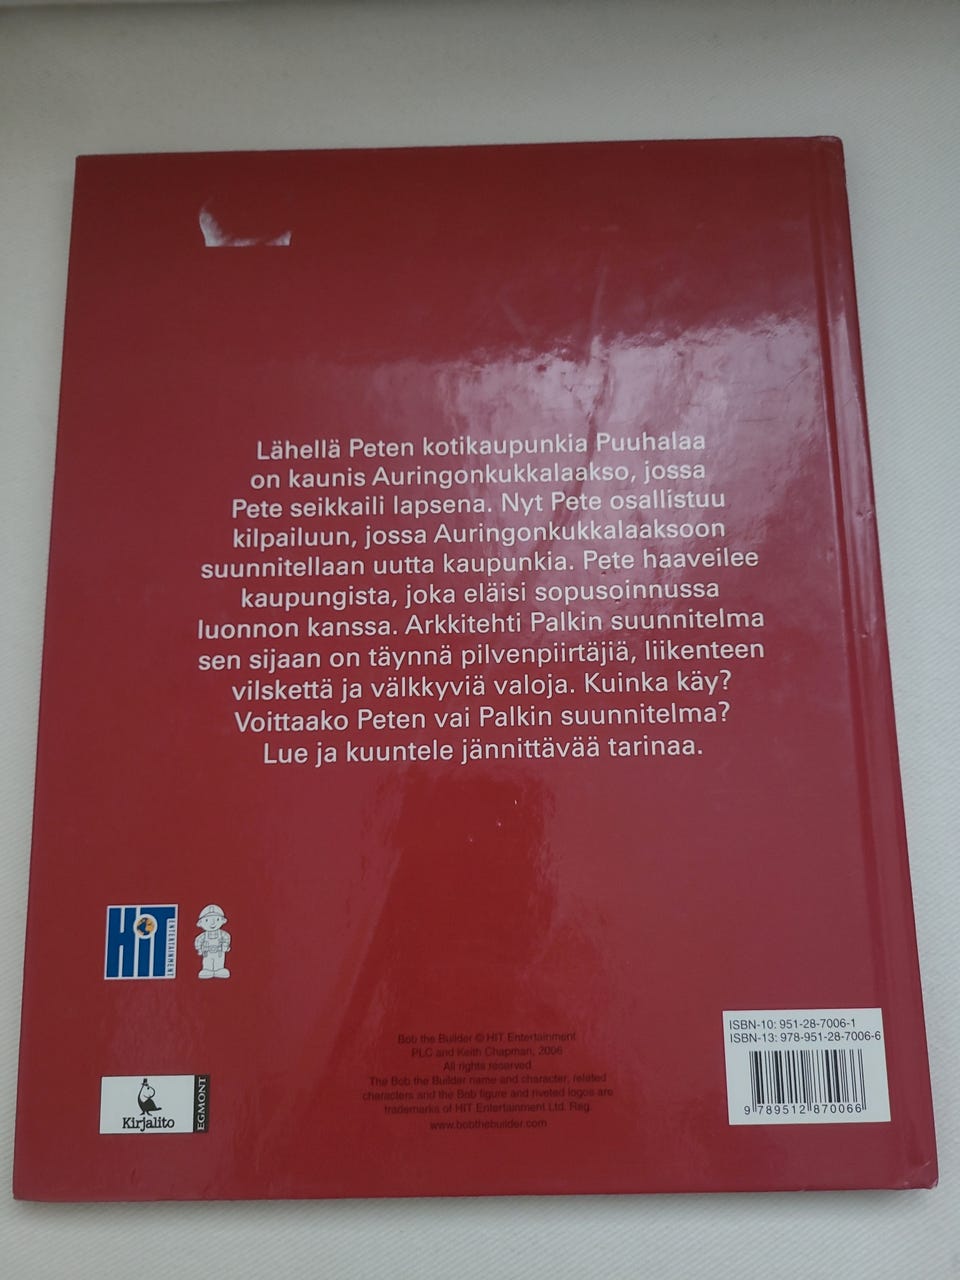 Lähellä Peten kotikaupunkia Puuhalaa
on kaunis Auringonkukkalaakso, jossa
Pete seikkaili lapsena. Nyt Pete osallistuu
kilpailuun, jossa Auringonkukkalaaksoon
suunnitellaan uutta kaupunkia. Pete haaveilee
kaupungista, joka eläisi sopusoinnussa
luonnon kanssa. Arkkitehti Palkin suunnitelma
sen sijaan on täynnä pilvenpiirtäjiä, liikenteen
vilskettä ja välkkyviä valoja. Kuinka käy?
Voittaako Peten vai Palkin suunnitelma?
Lue ja kuuntele jännittävää tarinaa.
HiT
ENTERTAINMENT
Bob the Builder © HIT Entertainment
PLC and Keith Chapman, 2006
All rights reserved
The Bob the Builder name and character, related
characters and the Bob figure and riveted logos are
trademarks of HIT Entertainment Ltd. Reg.
www.bobthebuilder.com
Kirjalito
EGMONT
ISBN-10: 951-28-7006-1
ISBN-13: 978-951-28-7006-6
9 789512 870066